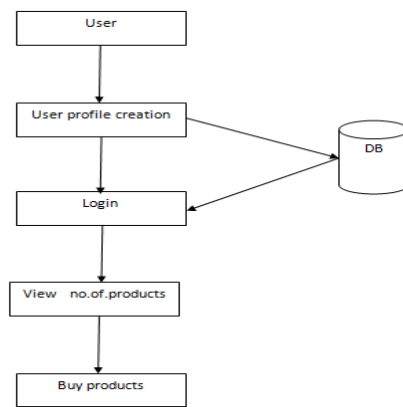 User
User profile creation
DB
Login
View no.of.products
Buy products